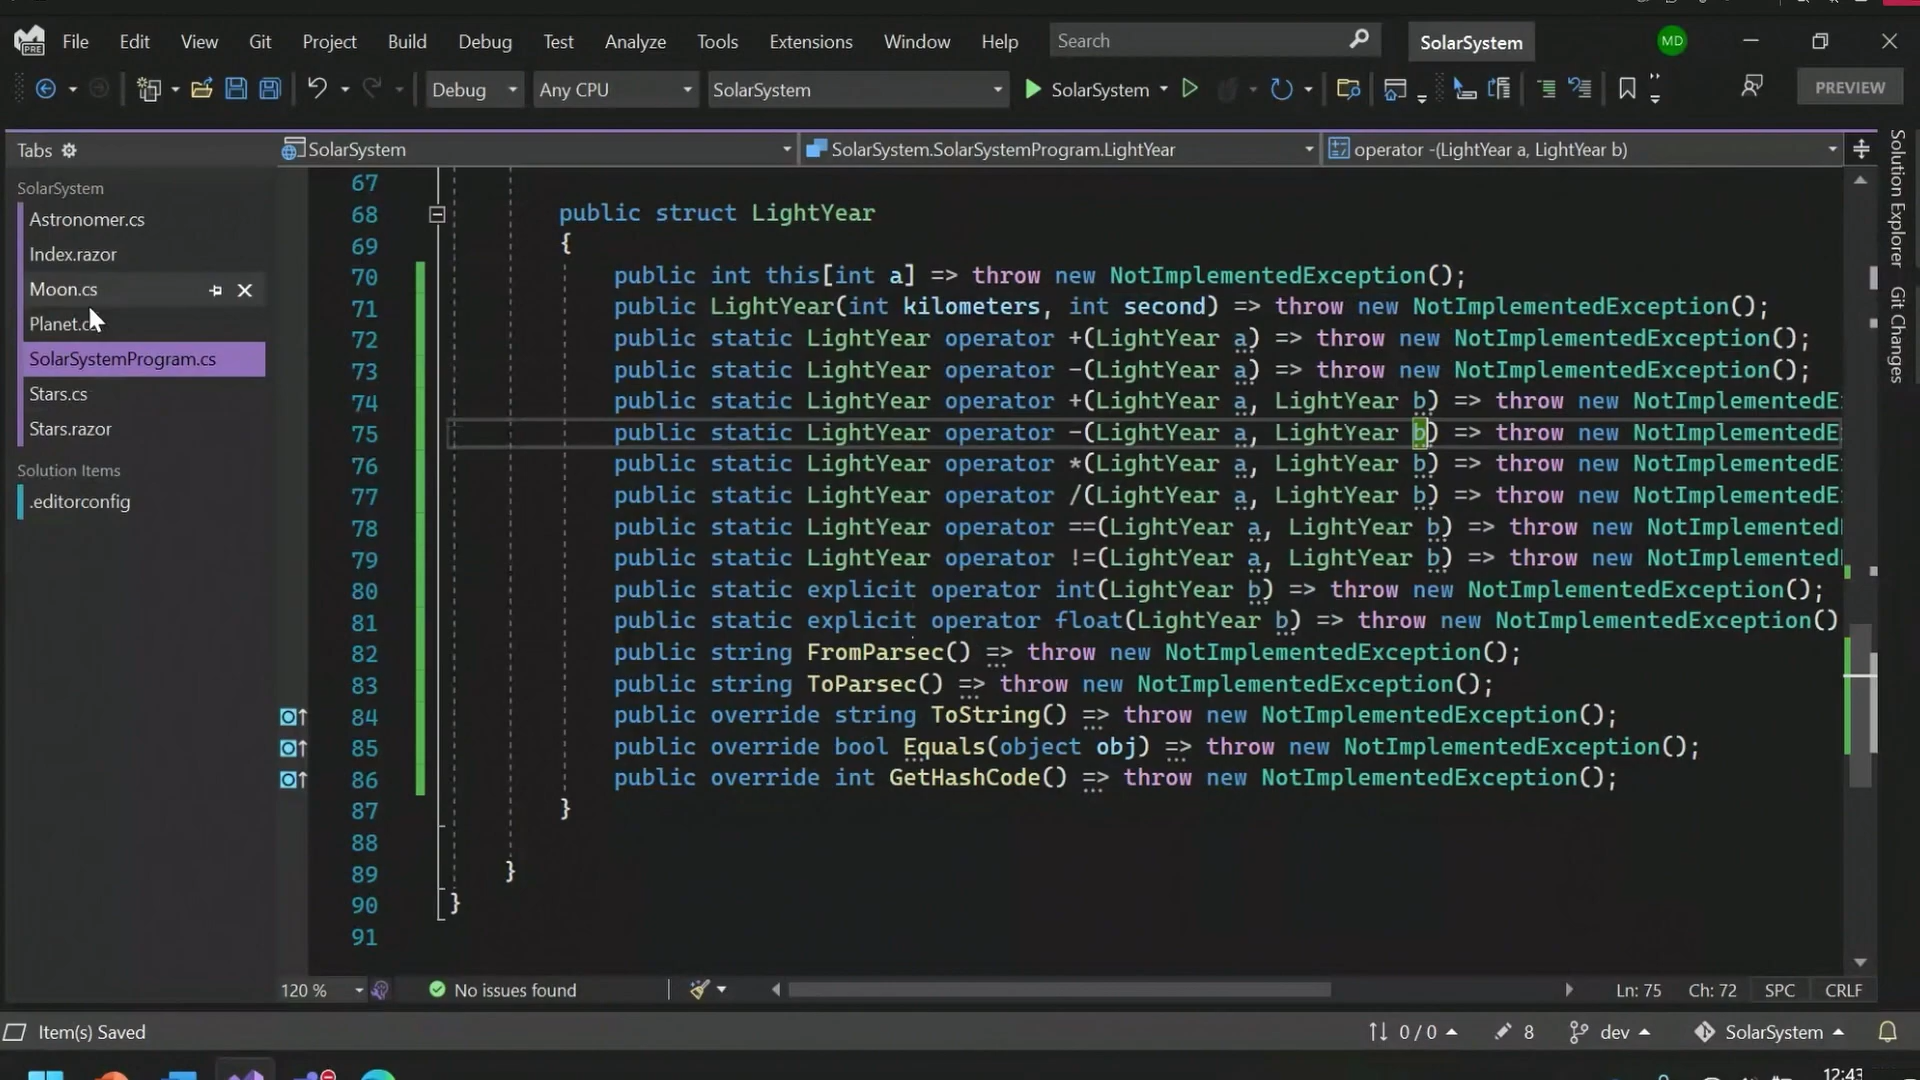 File Edit View Git Project Build Debug Test Analyze Tools Extensions Window Help Search SolarSystem MD
PRE
Debug Any CPU SolarSystem SolarSystem PREVIEW
Tabs
SolarSystem SolarSystem.SolarSystemProgram.LightYear operator -(LightYear a, LightYear b)
SolarSystem
Astronomer.cs
Index.razor
Moon.cs
Planet.c
SolarSystemProgram.cs
Stars.cs
Stars.razor
Solution Items
.editorconfig
67
68 public struct LightYear
69 {
70 public int this[int a] => throw new NotImplementedException();
71 public LightYear(int kilometers, int second) => throw new NotImplementedException();
72 public static LightYear operator +(LightYear a) => throw new NotImplementedException();
73 public static LightYear operator -(LightYear a) => throw new NotImplementedException();
74 public static LightYear operator +(LightYear a, LightYear b) => throw new NotImplementedE
75 public static LightYear operator -(LightYear a, LightYear b) => throw new NotImplementedE
76 public static LightYear operator *(LightYear a, LightYear b) => throw new NotImplementedE
77 public static LightYear operator /(LightYear a, LightYear b) => throw new NotImplementedE
78 public static LightYear operator ==(LightYear a, LightYear b) => throw new NotImplemented
79 public static LightYear operator !=(LightYear a, LightYear b) => throw new NotImplemented
80 public static explicit operator int(LightYear b) => throw new NotImplementedException();
81 public static explicit operator float(LightYear b) => throw new NotImplementedException()
82 public string FromParsec() => throw new NotImplementedException();
83 public string ToParsec() => throw new NotImplementedException();
84 public override string ToString() => throw new NotImplementedException();
85 public override bool Equals(object obj) => throw new NotImplementedException();
86 public override int GetHashCode() => throw new NotImplementedException();
87 }
88
89 }
90 }
91
Solution Explorer
Git Changes
120 % No issues found Ln: 75 Ch: 72 SPC CRLF
Item(s) Saved 0 / 0 8 dev SolarSystem
12:43